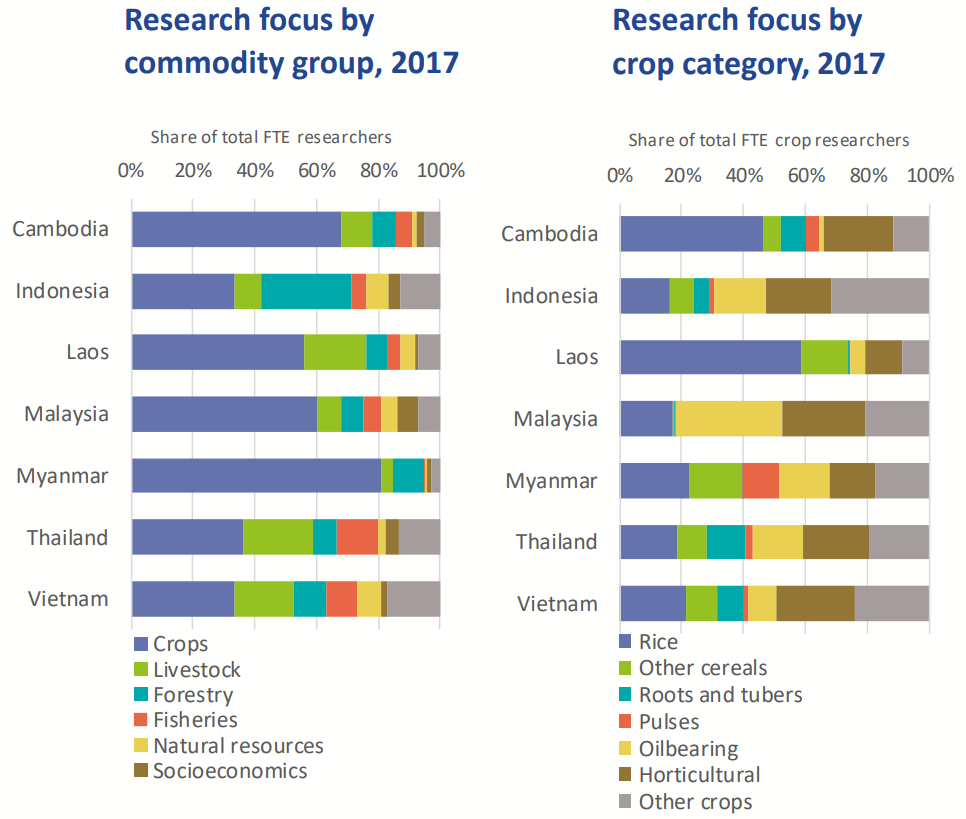 Research focus by
commodity group, 2017
Share of total FTE researchers
0% 20% 40% 60% 80% 100%
Cambodia
Indonesia
Laos
Malaysia
Myanmar
Thailand
Vietnam
Crops
Livestock
Forestry
Fisheries
Natural resources
Socioeconomics
Research focus by
crop category, 2017
Share of total FTE crop researchers
0% 20% 40% 60% 80% 100%
Cambodia
Indonesia
Laos
Malaysia
Myanmar
Thailand
Vietnam
Rice
Other cereals
Roots and tubers
Pulses
Oilbearing
Horticultural
Other crops